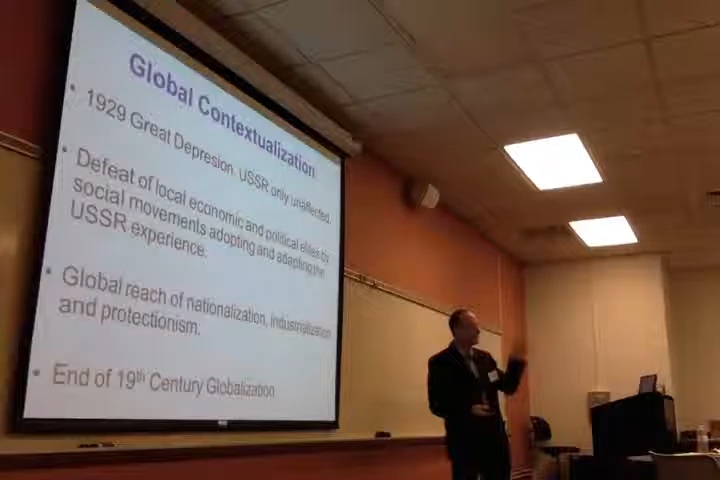 Global Contextualization
• 1929 Great Depresion. USSR only unaffected.
• Defeat of local economic and political elites by
social movements adopting and adapting the
USSR experience.
• Global reach of nationalization, industrialization
and protectionism.
• End of 19th Century Globalization